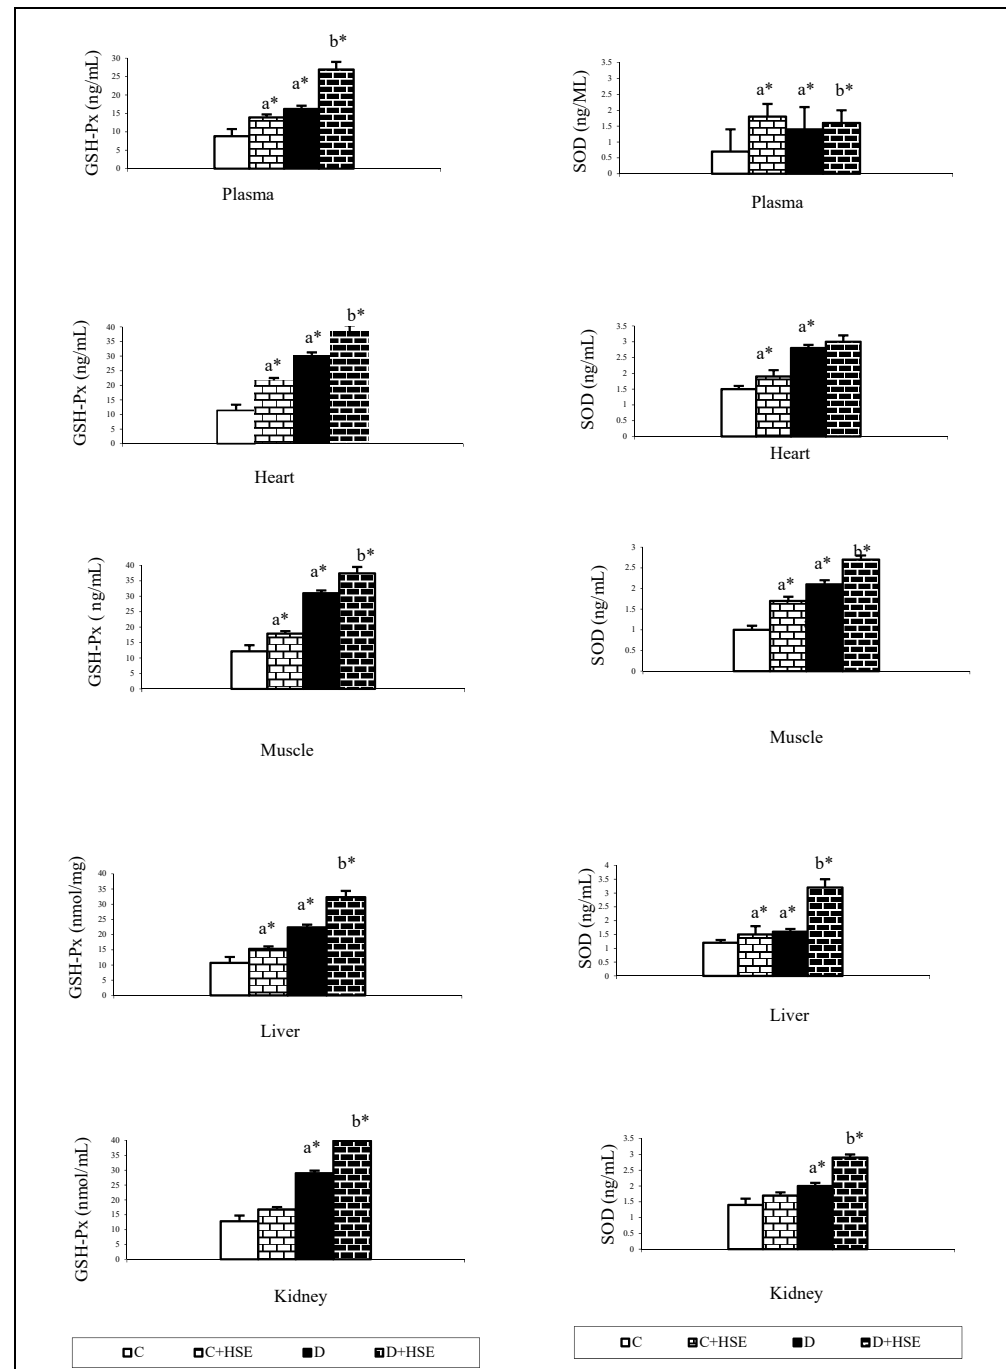 GSH-Px (ng/mL)
30
25
20
15
10
5
0
a*
a*
b*
Plasma
SOD (ng/ML)
3.5
3
2.5
2
1.5
1
0.5
0
a*
a*
b*
Plasma
GSH-Px (ng/mL)
40
35
30
25
20
15
10
5
0
a*
a*
b*
Heart
SOD (ng/mL)
3.5
3
2.5
2
1.5
1
0.5
0
a*
a*
Heart
GSH-Px ( ng/mL)
40
35
30
25
20
15
10
5
0
a*
a*
b*
Muscle
SOD (ng/mL)
3
2.5
2
1.5
1
0.5
0
a*
a*
b*
Muscle
GSH-Px (nmol/mg)
40
35
30
25
20
15
10
5
0
a*
a*
b*
Liver
SOD (ng/mL)
4
3.5
3
2.5
2
1.5
1
0.5
0
a*
a*
b*
Liver
GSH-Px (nmol/mL)
40
35
30
25
20
15
10
5
0
a*
b*
Kidney
SOD (ng/mL)
3.5
3
2.5
2
1.5
1
0.5
0
a*
b*
Kidney
C C+HSE D D+HSE
C C+HSE D D+HSE